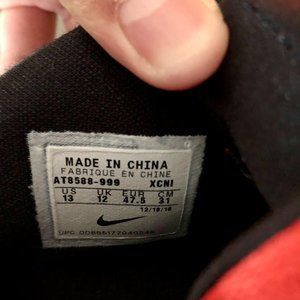 MADE IN CHINA
FABRIQUE EN CHINE
AT8588-999 XCNI
US UK EUR CM
13 12 47.5 31
12/18/18
UPC